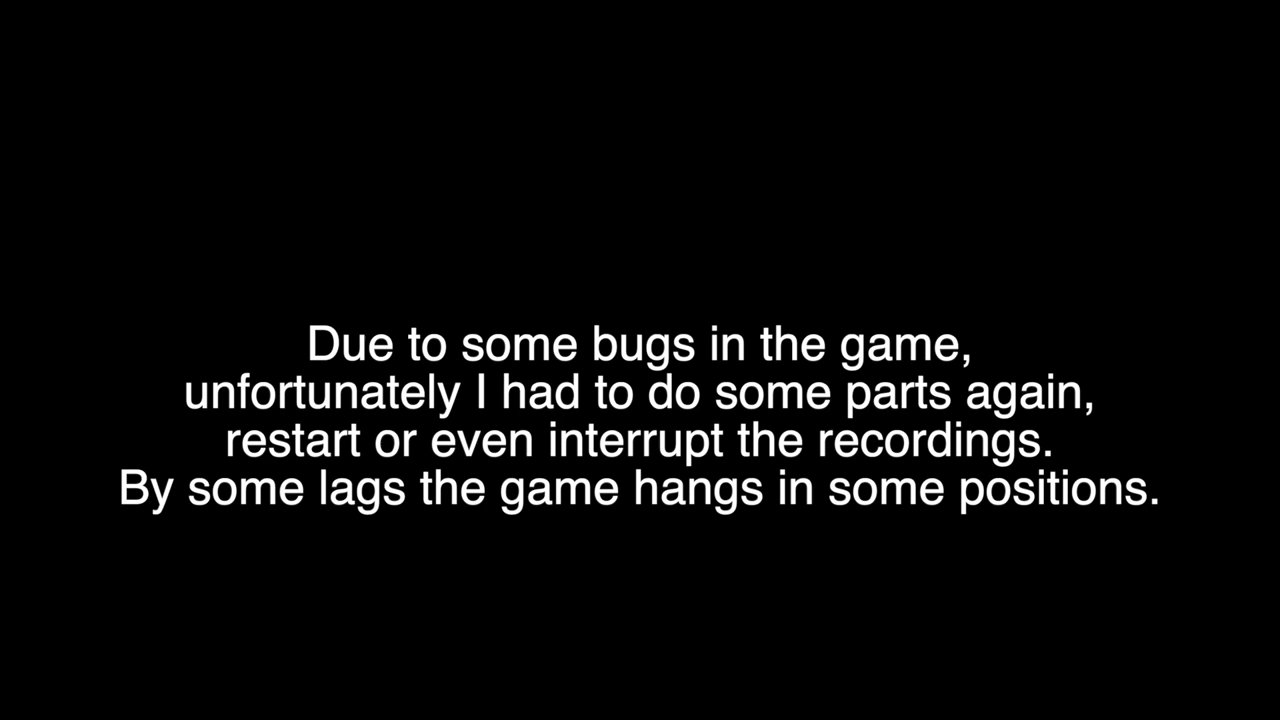 Due to some bugs in the game,
unfortunately I had to do some parts again,
restart or even interrupt the recordings.
By some lags the game hangs in some positions.